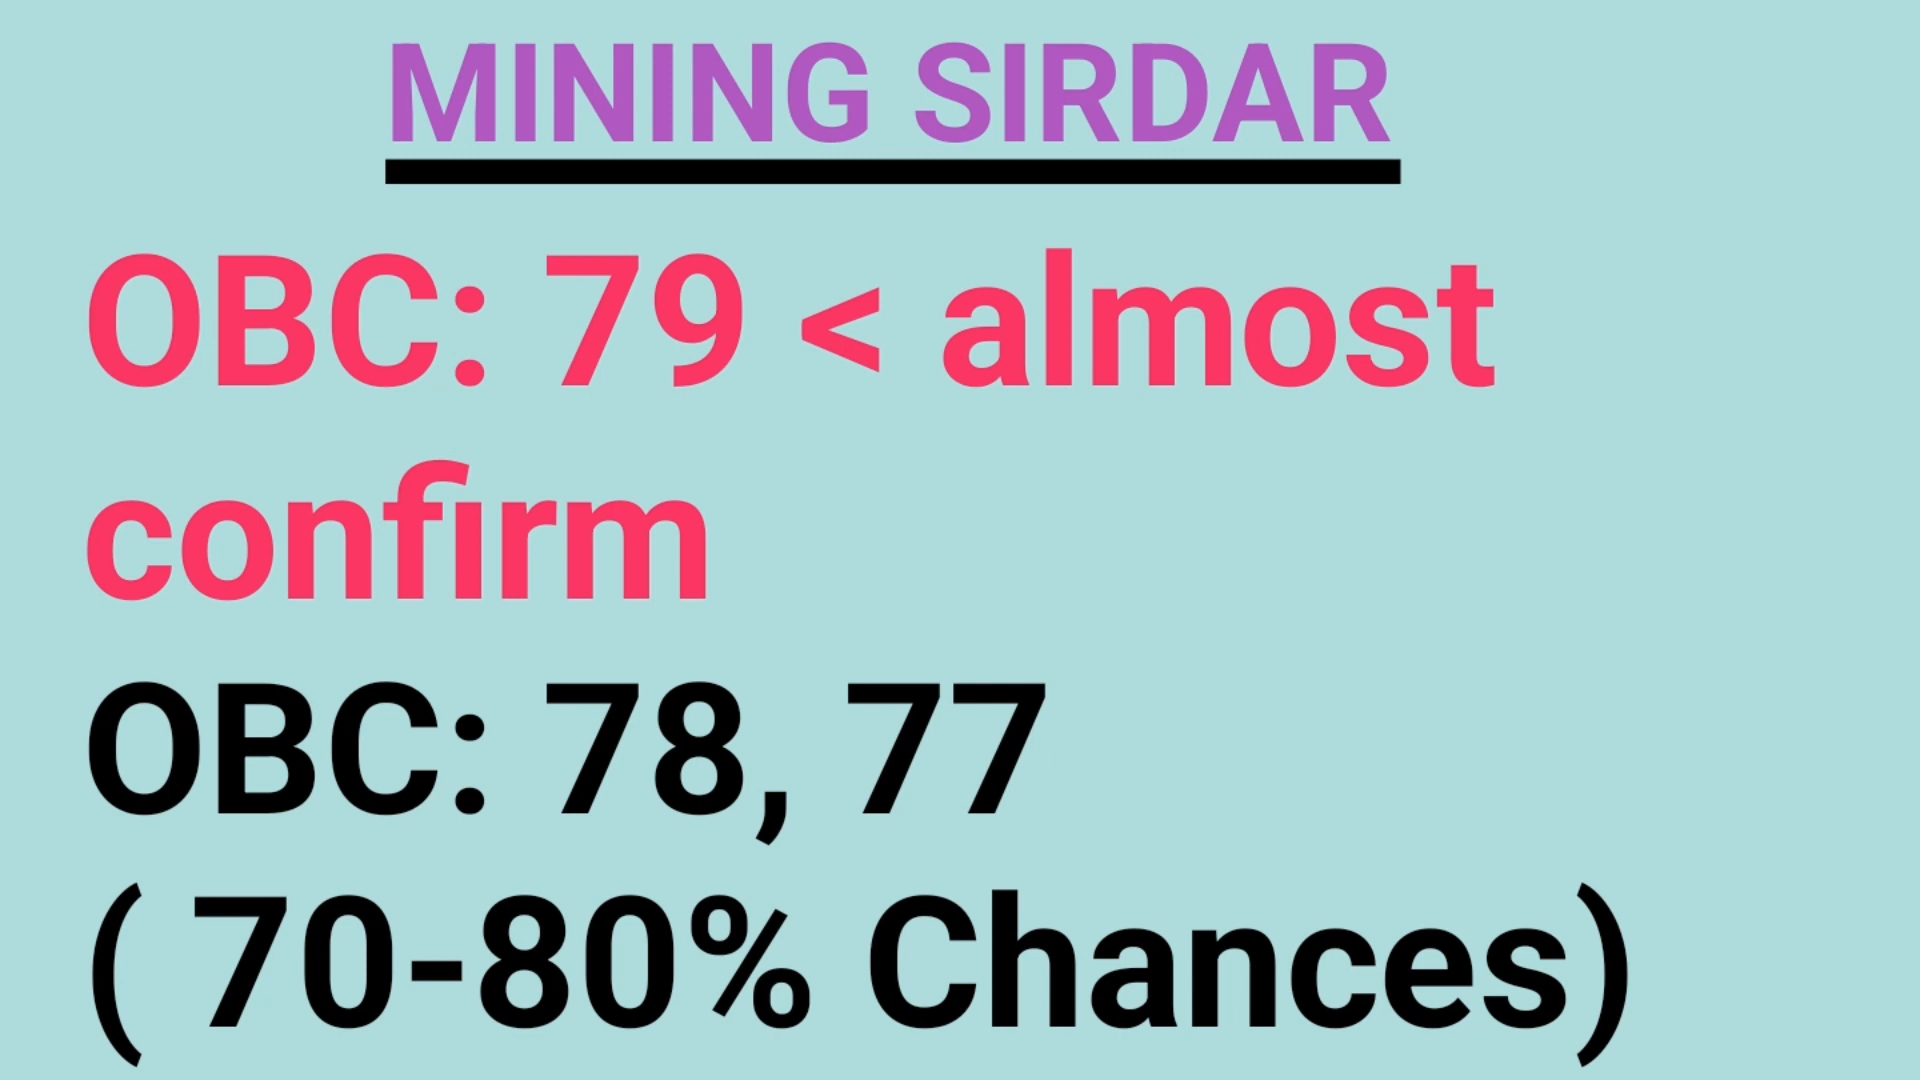 MINING SIRDAR
OBC: 79 < almost
confirm
OBC: 78, 77
( 70-80% Chances)